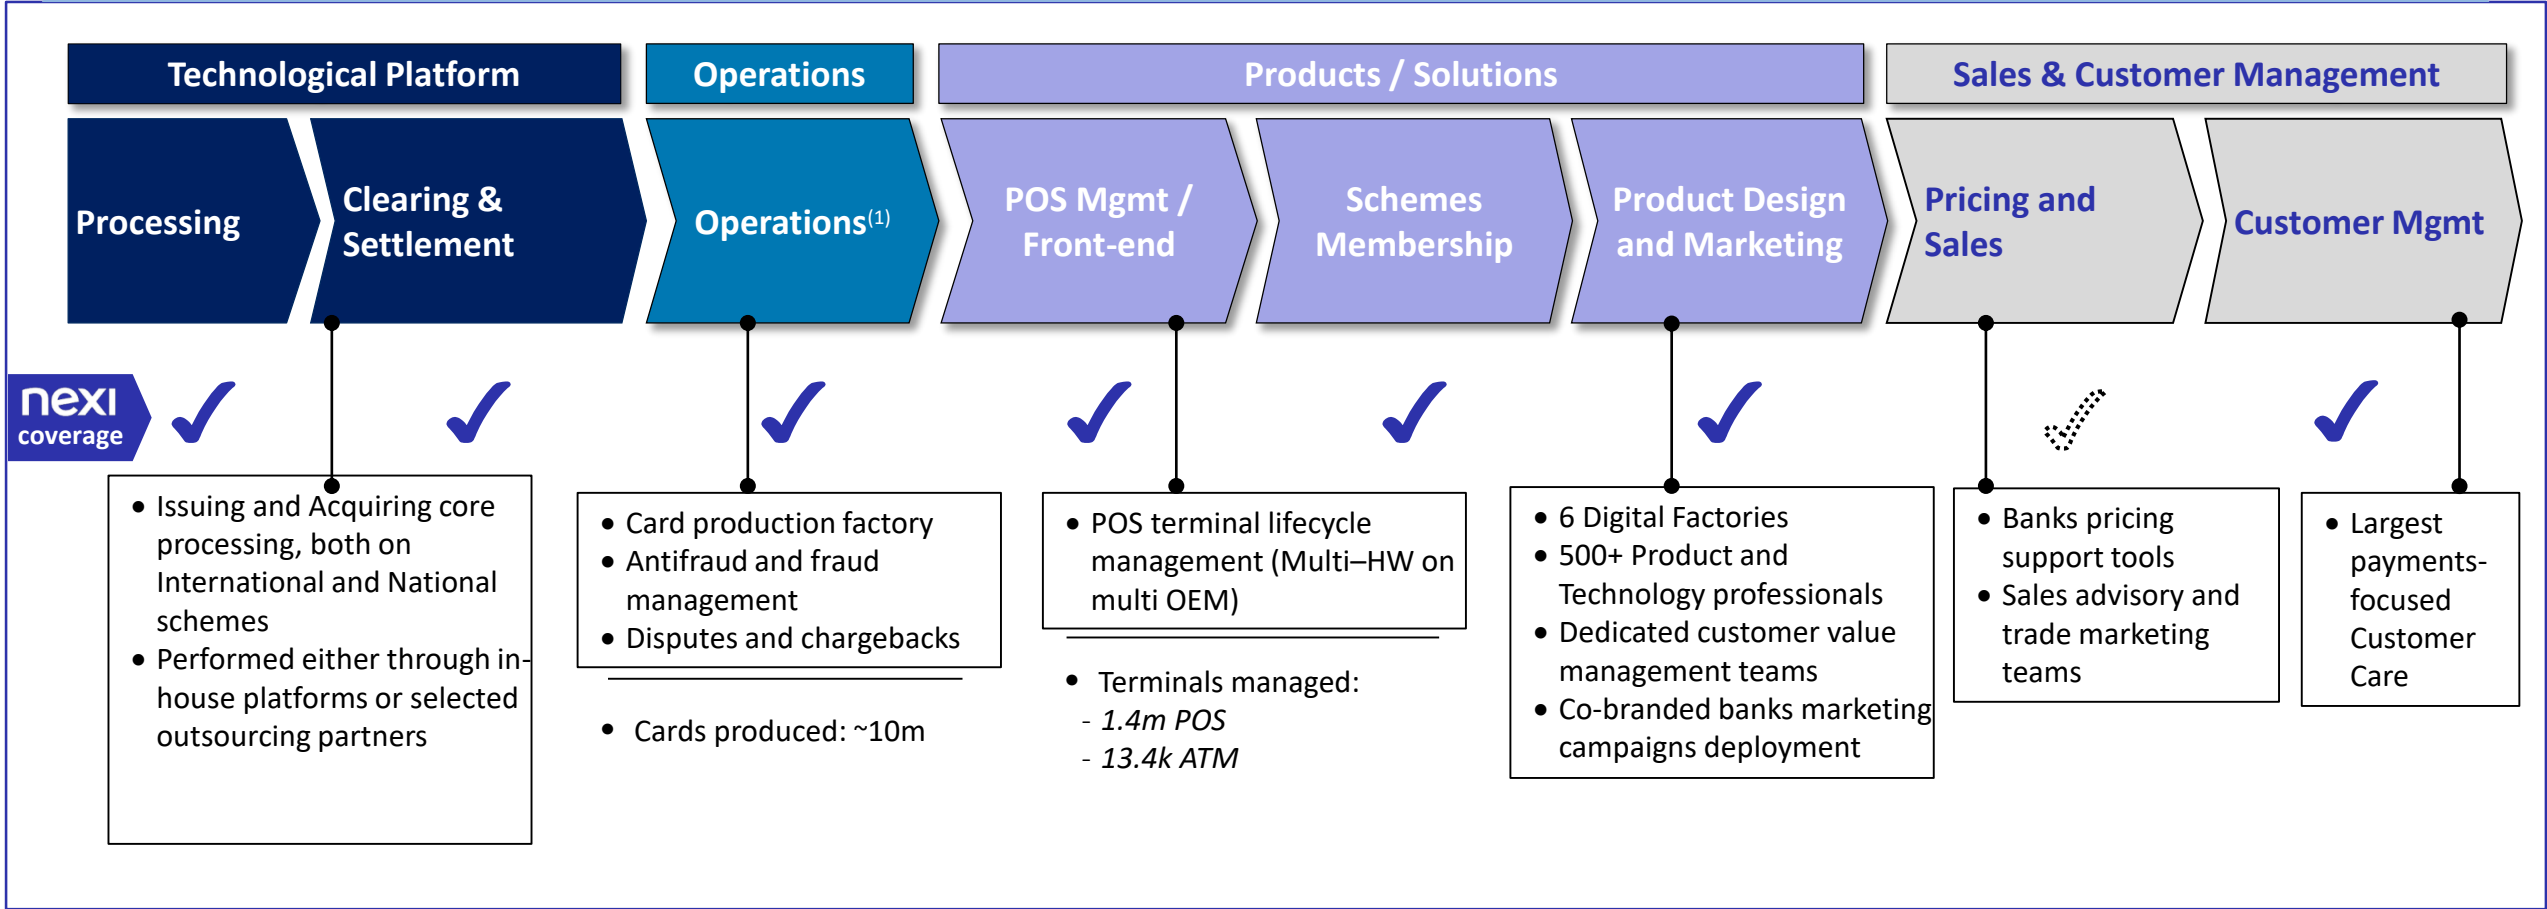 Technological Platform
Operations
Products / Solutions
Sales & Customer Management
Processing
Clearing &
Settlement
Operations(1)
POS Mgmt /
Front-end
Schemes
Membership
Product Design
and Marketing
Pricing and
Sales
Customer Mgmt
nexi
coverage
• Issuing and Acquiring core
processing, both on
International and National
schemes
• Performed either through in-
house platforms or selected
outsourcing partners
• Card production factory
• Antifraud and fraud
management
• Disputes and chargebacks
• Cards produced: ~10m
• POS terminal lifecycle
management (Multi–HW on
multi OEM)
• Terminals managed:
- 1.4m POS
- 13.4k ATM
• 6 Digital Factories
• 500+ Product and
Technology professionals
• Dedicated customer value
management teams
• Co-branded banks marketing
campaigns deployment
• Banks pricing
support tools
• Sales advisory and
trade marketing
teams
• Largest
payments-
focused
Customer
Care